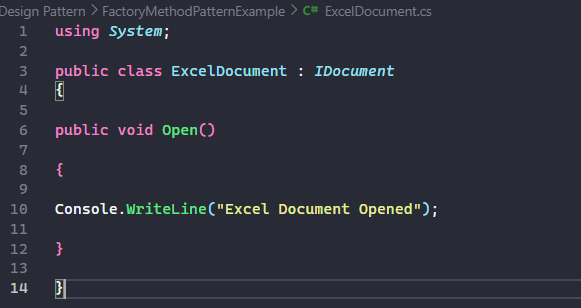 Design Pattern > FactoryMethodPatternExample > C# ExcelDocument.cs
1 using System;
2
3 public class ExcelDocument : IDocument
4 {
5
6 public void Open()
7
8 {
9
10 Console.WriteLine("Excel Document Opened");
11
12 }
13
14 }